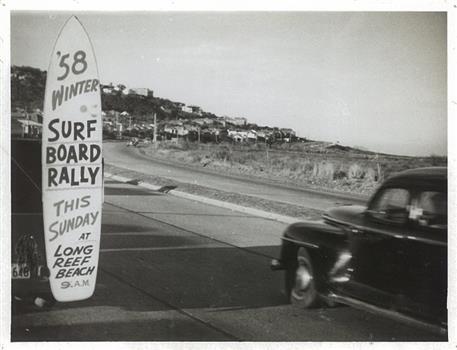 '58
WINTER
SURF
BOARD
RALLY
THIS
SUNDAY
AT
LONG
REEF
BEACH
9.A.M.